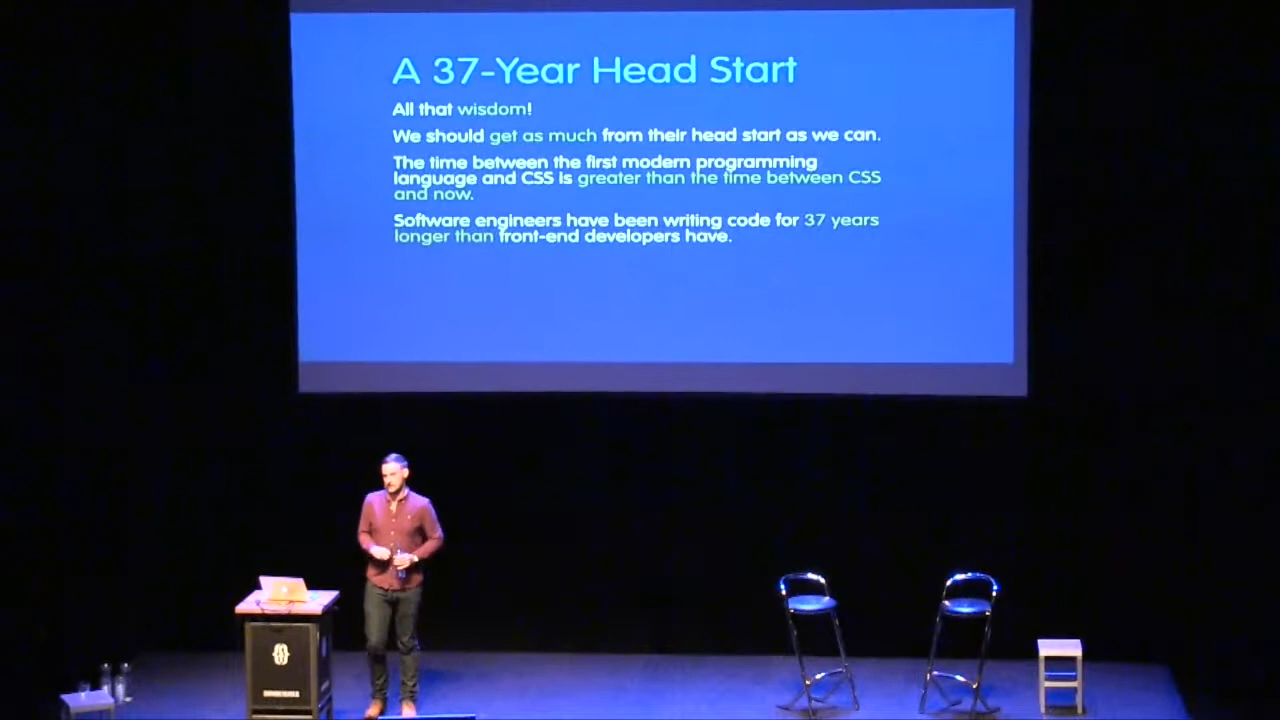 A 37-Year Head Start
All that wisdom!
We should get as much from their head start as we can.
The time between the first modern programming
language and CSS is greater than the time between CSS
and now.
Software engineers have been writing code for 37 years
longer than front-end developers have.